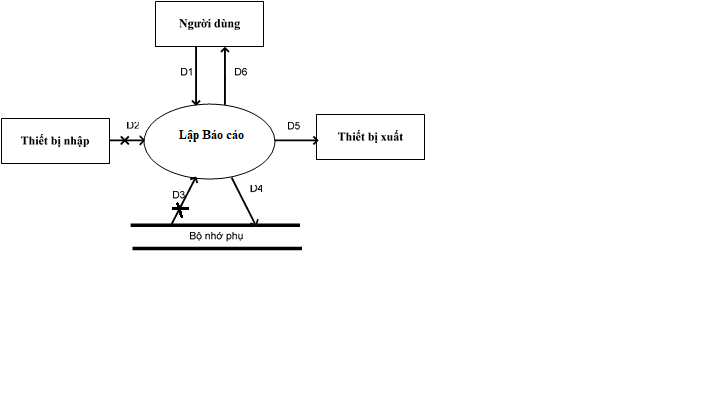 Người dùng
D1
D6
D2
D5
Thiết bị nhập
Lập Báo cáo
Thiết bị xuất
D3
D4
Bộ nhớ phụ